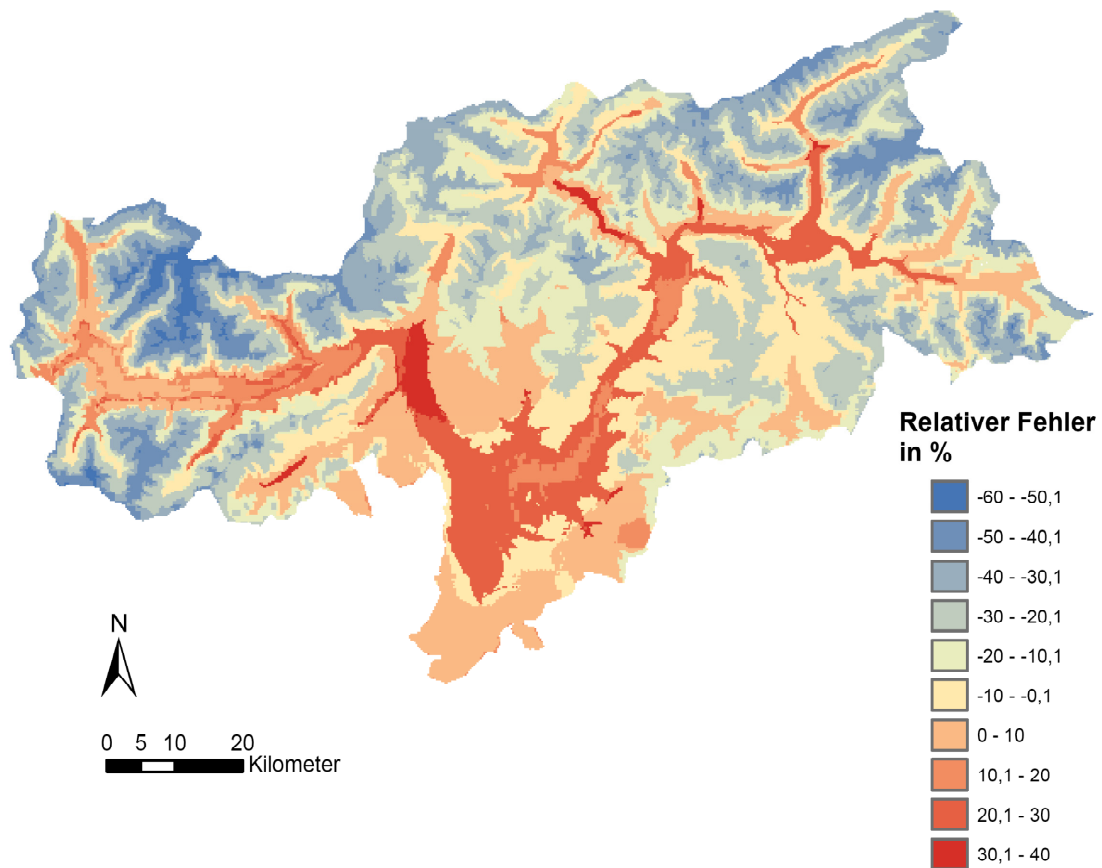 Relativer Fehler
in %
-60 - -50,1
-50 - -40,1
-40 - -30,1
-30 - -20,1
-20 - -10,1
-10 - -0,1
0 - 10
10,1 - 20
20,1 - 30
30,1 - 40
N
0 5 10 20
Kilometer